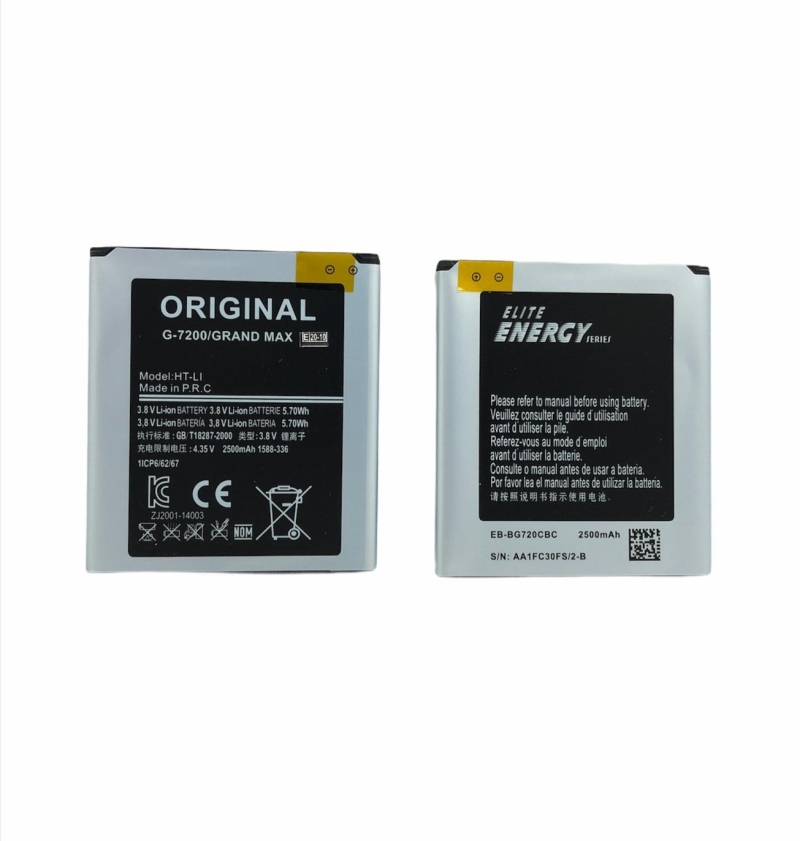 ORIGINAL
G-7200/GRAND MAX E 20-10
Model:HT-LI
Made in P.R.C
3.8 V Li-ion BATTERY 3.8 V Li-ion BATTERIE 5.70Wh
3,8 V Li-ion BATERÍA 3,8 V Li-ion BATERIA 5.70Wh
执行标准: GB/T18287-2000 类型: 3.8 V 锂离子
充电限制电压: 4.35 V 2500mAh 1588-336
1ICP6/62/67
ZJ2001-14003
NOM
ELITE
ENERGY SERIES
Please refer to manual before using battery.
Veuillez consulter le guide d'utilisation
avant d'utiliser la pile.
Referez-vous au mode d'emploi
avant d'utiliser la batterie.
Consulte o manual antes de usar a bateria.
Por favor lea el manual antes de utilizar la bateria.
请按照说明书指示使用电池.
EB-BG720CBC 2500mAh
S/N: AA1FC30FS/2-B